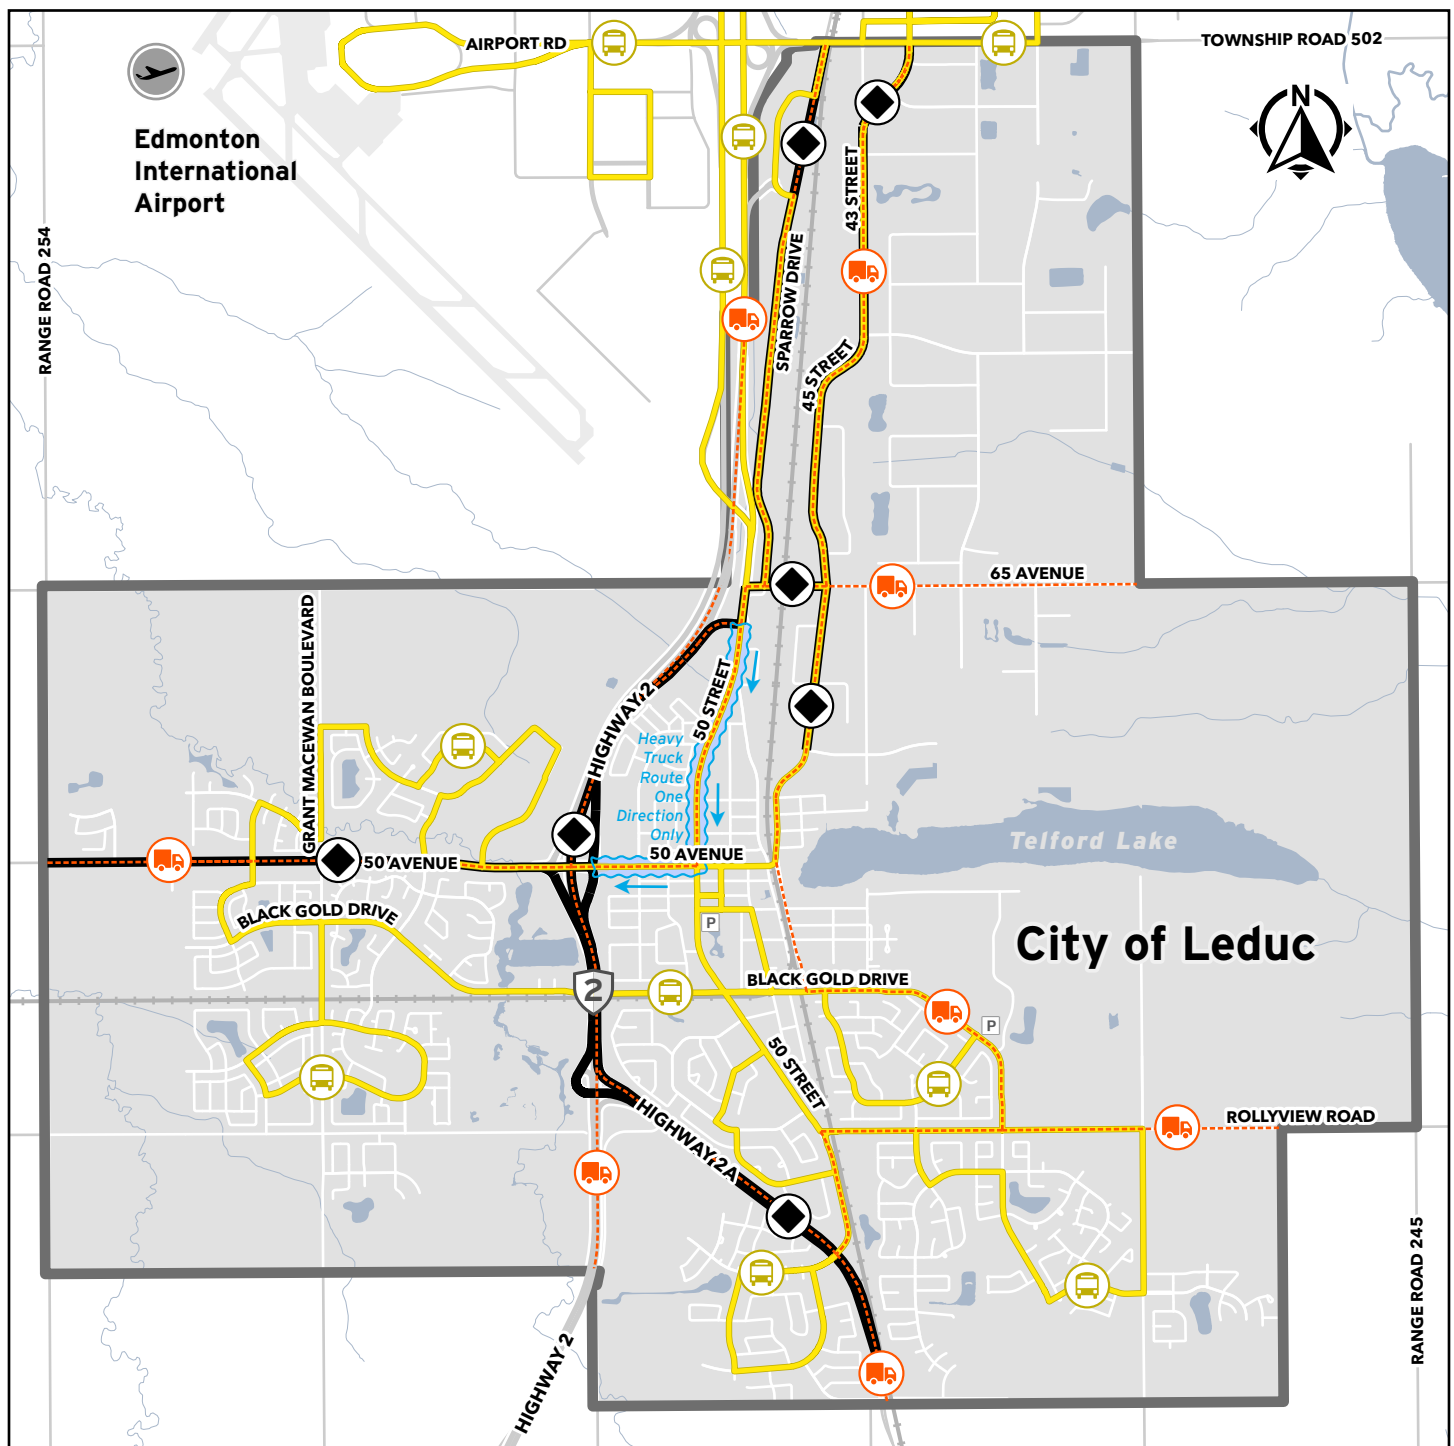 AIRPORT RD
TOWNSHIP ROAD 502
N
Edmonton
International
Airport
RANGE ROAD 254
43 STREET
SPARROW DRIVE
45 STREET
65 AVENUE
GRANT MACEWAN BOULEVARD
HIGHWAY 2
50 STREET
Heavy
Truck
Route
One
Direction
Only
50 AVENUE
50 AVENUE
Telford Lake
BLACK GOLD DRIVE
P
City of Leduc
BLACK GOLD DRIVE
2
P
50 STREET
HIGHWAY 2A
ROLLYVIEW ROAD
RANGE ROAD 245
HIGHWAY 2